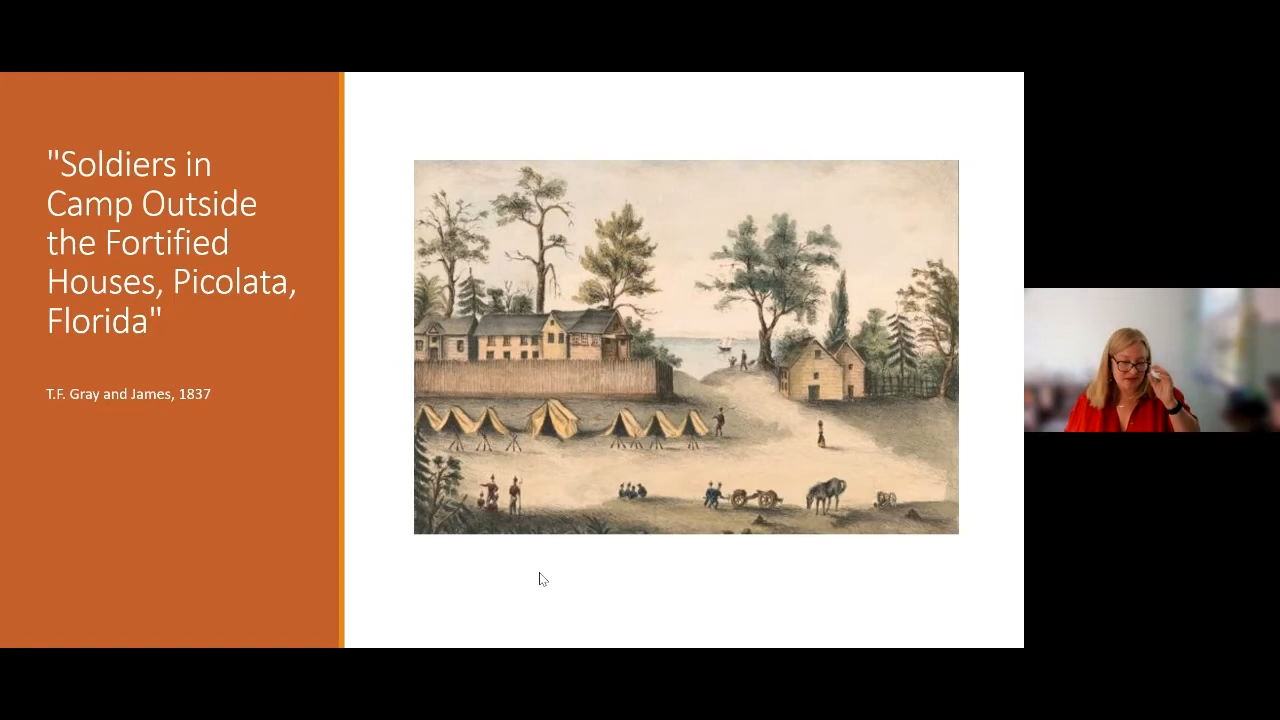 "Soldiers in
Camp Outside
the Fortified
Houses, Picolata,
Florida"
T.F. Gray and James, 1837